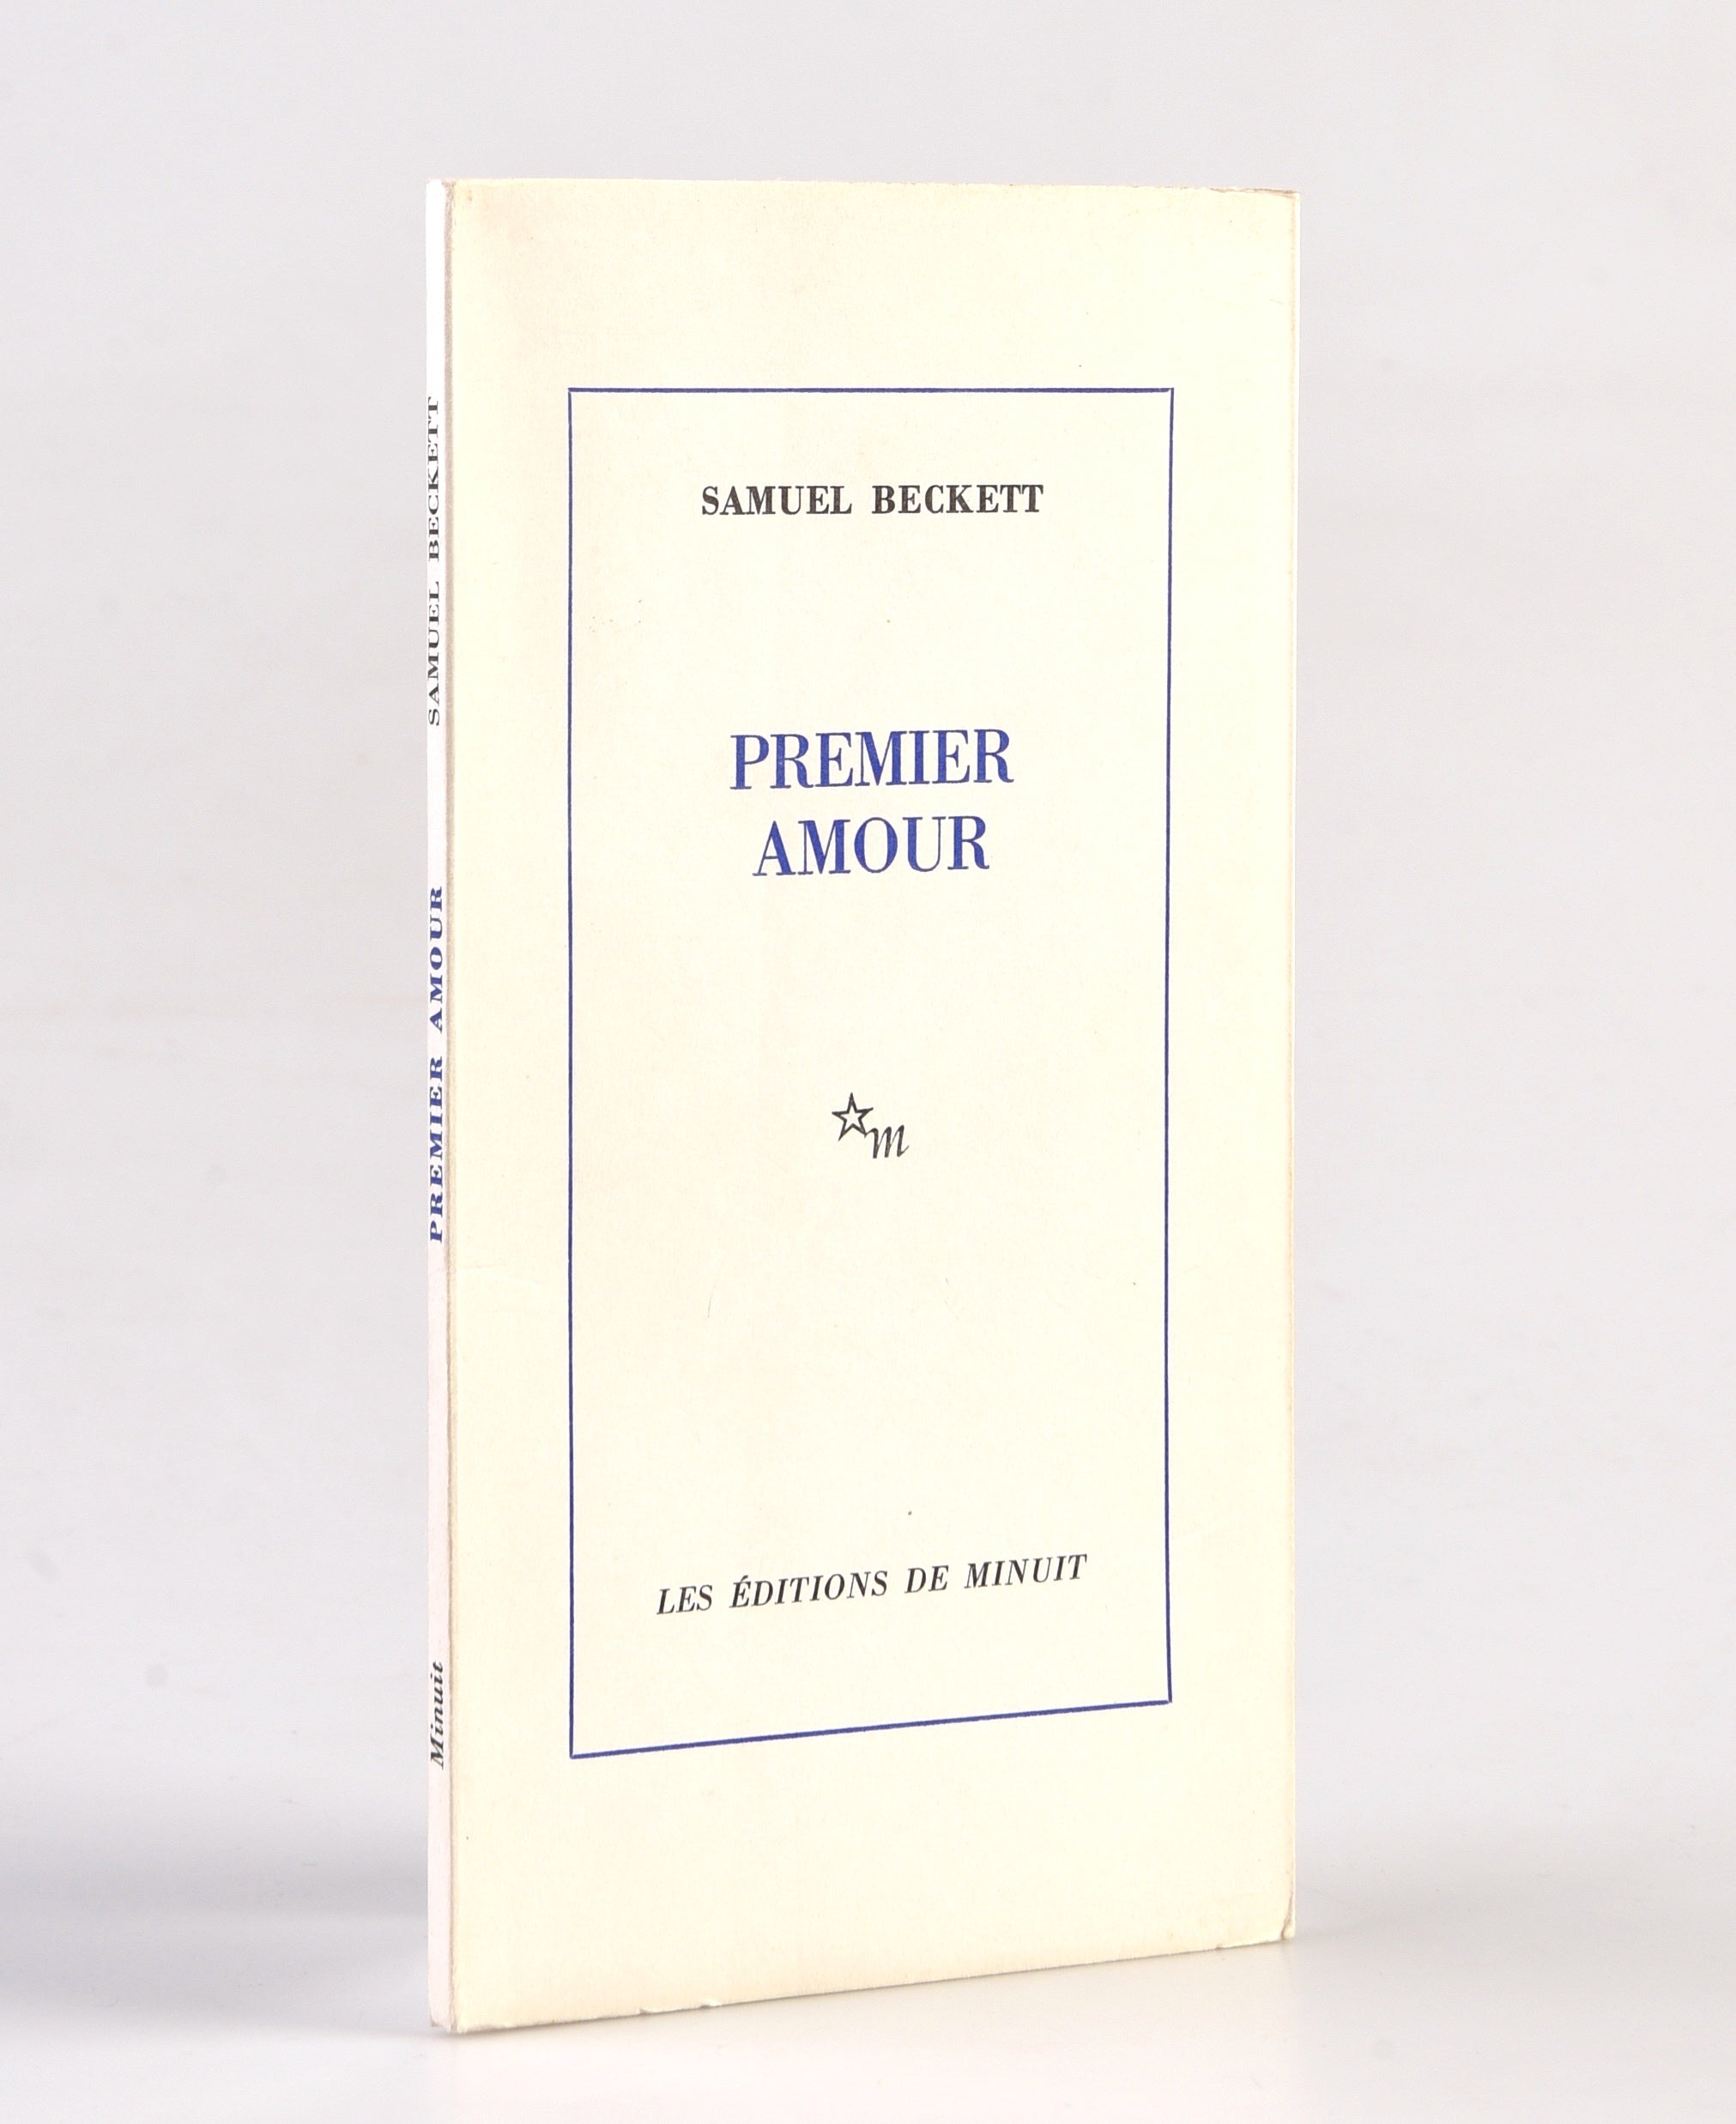 SAMUEL BECKETT
PREMIER
AMOUR
m
LES ÉDITIONS DE MINUIT
SAMUEL BECKETT
PREMIER AMOUR
Minuit